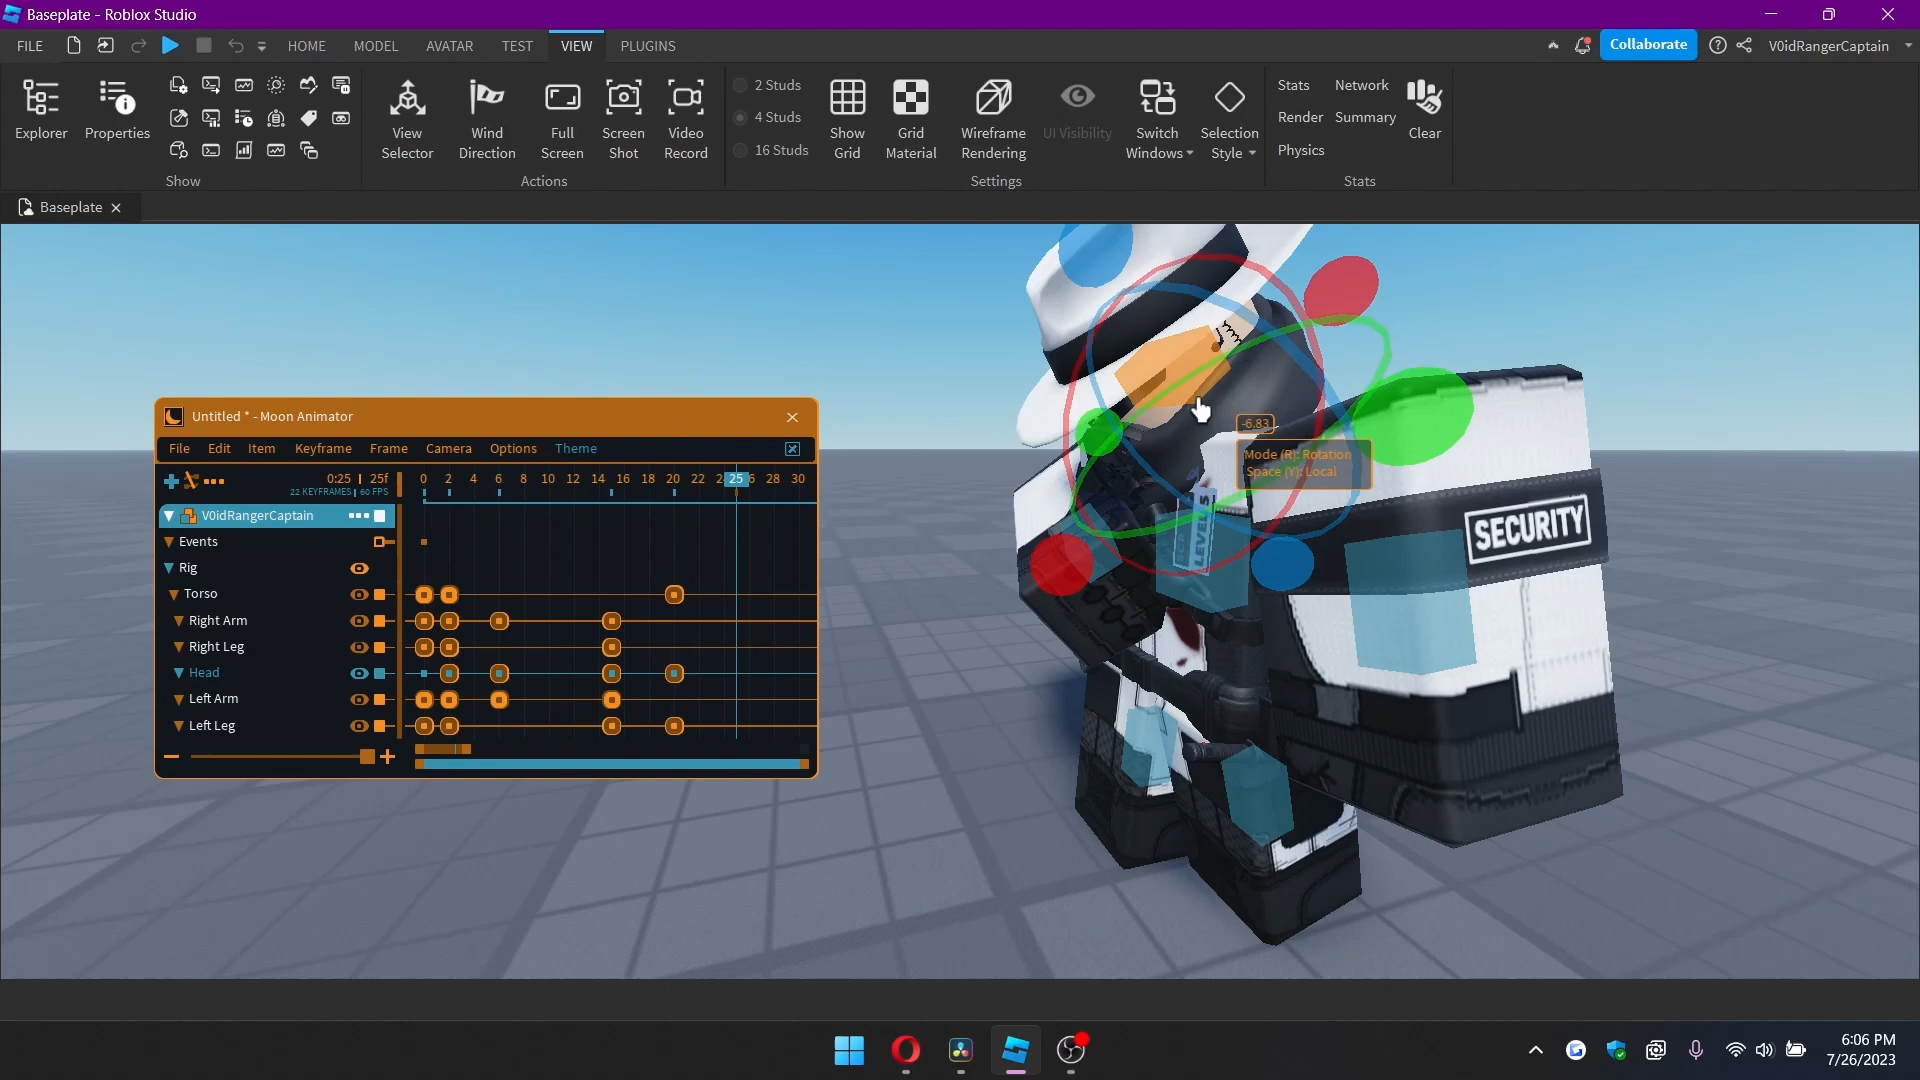 Baseplate - Roblox Studio
FILE HOME MODEL AVATAR TEST VIEW PLUGINS Collaborate V0idRangerCaptain
Explorer Properties
Show
View Selector
Wind Direction
Full Screen
Screen Shot
Video Record
Actions
2 Studs
4 Studs
16 Studs
Show Grid
Grid Material
Wireframe Rendering
UI Visibility
Switch Windows
Selection Style
Settings
Stats Network
Render Summary
Physics
Clear
Stats
Baseplate
Untitled * - Moon Animator
File Edit Item Keyframe Frame Camera Options Theme
0:25 | 25f
22 KEYFRAMES | 60 FPS
0 2 4 6 8 10 12 14 16 18 20 22 25 28 30
V0idRangerCaptain
Events
Rig
Torso
Right Arm
Right Leg
Head
Left Arm
Left Leg
-6.83
Mode (R): Rotation
Space (Y): Local
SECURITY
LEVEL
6:06 PM
7/26/2023